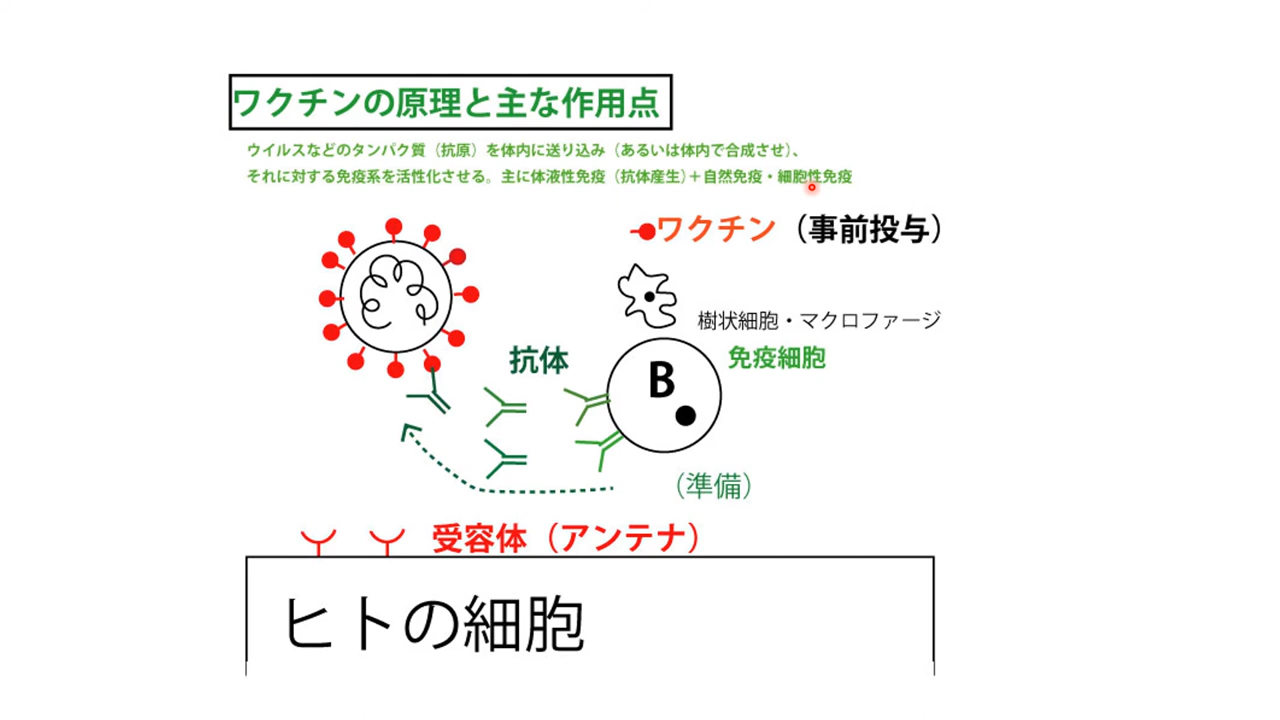 ワクチンの原理と主な作用点
ウイルスなどのタンパク質（抗原）を体内に送り込み（あるいは体内で合成させ）、
それに対する免疫系を活性化させる。主に体液性免疫（抗体産生）＋自然免疫・細胞性免疫
ワクチン（事前投与）
樹状細胞・マクロファージ
抗体
免疫細胞
B
（準備）
受容体（アンテナ）
ヒトの細胞